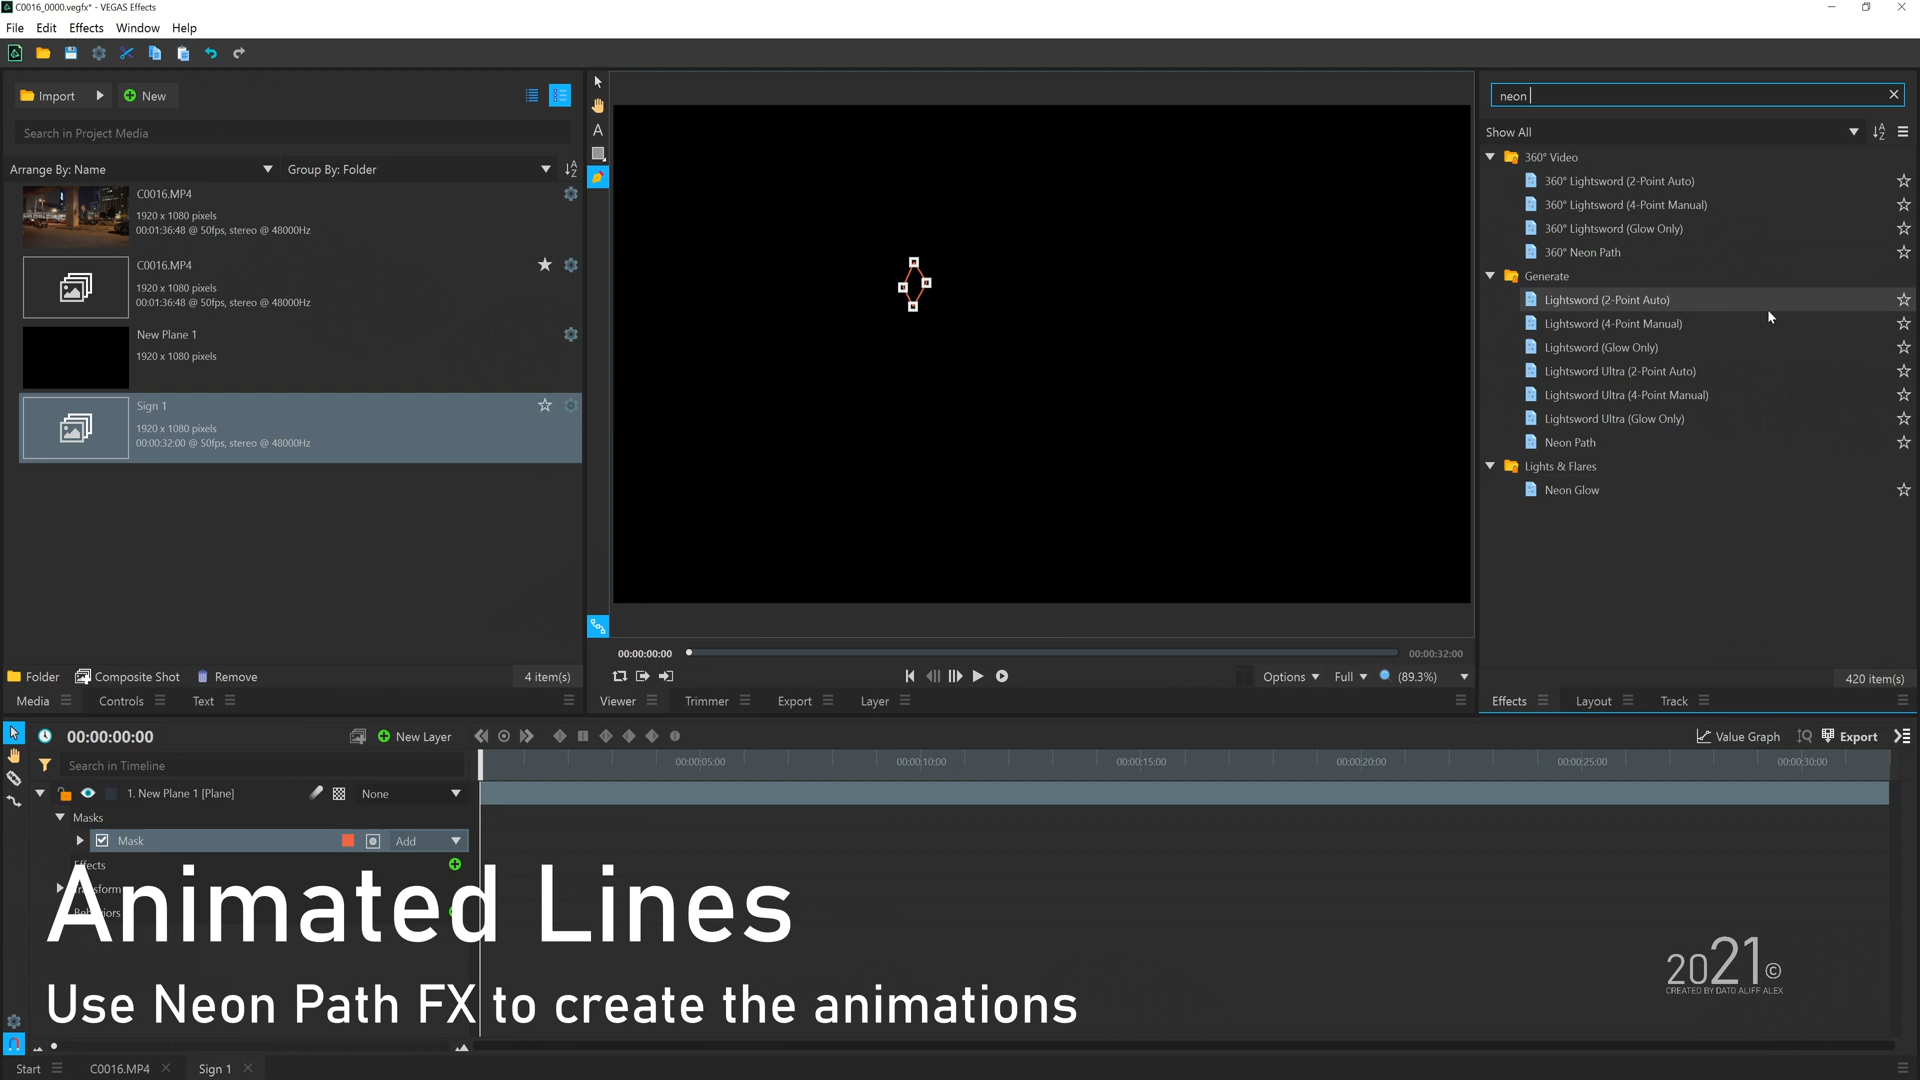 C0016_0000.vegfx* - VEGAS Effects
File Edit Effects Window Help
Import New
Search in Project Media
Arrange By: Name Group By: Folder
C0016.MP4
1920 x 1080 pixels
00:01:36:48 @ 50fps, stereo @ 48000Hz
C0016.MP4
1920 x 1080 pixels
00:01:36:48 @ 50fps, stereo @ 48000Hz
New Plane 1
1920 x 1080 pixels
Sign 1
1920 x 1080 pixels
00:00:32:00 @ 50fps, stereo @ 48000Hz
Folder Composite Shot Remove 4 item(s)
Media Controls Text
A
00:00:00:00 00:00:32:00
Options Full (89.3%)
Viewer Trimmer Export Layer
neon
Show All
360° Video
360° Lightsword (2-Point Auto)
360° Lightsword (4-Point Manual)
360° Lightsword (Glow Only)
360° Neon Path
Generate
Lightsword (2-Point Auto)
Lightsword (4-Point Manual)
Lightsword (Glow Only)
Lightsword Ultra (2-Point Auto)
Lightsword Ultra (4-Point Manual)
Lightsword Ultra (Glow Only)
Neon Path
Lights & Flares
Neon Glow
420 item(s)
Effects Layout Track
00:00:00:00 New Layer Value Graph Export
Search in Timeline
00:00:05:00 00:00:10:00 00:00:15:00 00:00:20:00 00:00:25:00 00:00:30:00
1. New Plane 1 [Plane] None
Masks
Mask Add
Effects
Animated Lines
Use Neon Path FX to create the animations
2021©
CREATED BY DATO ALIFF ALEX
Start C0016.MP4 Sign 1